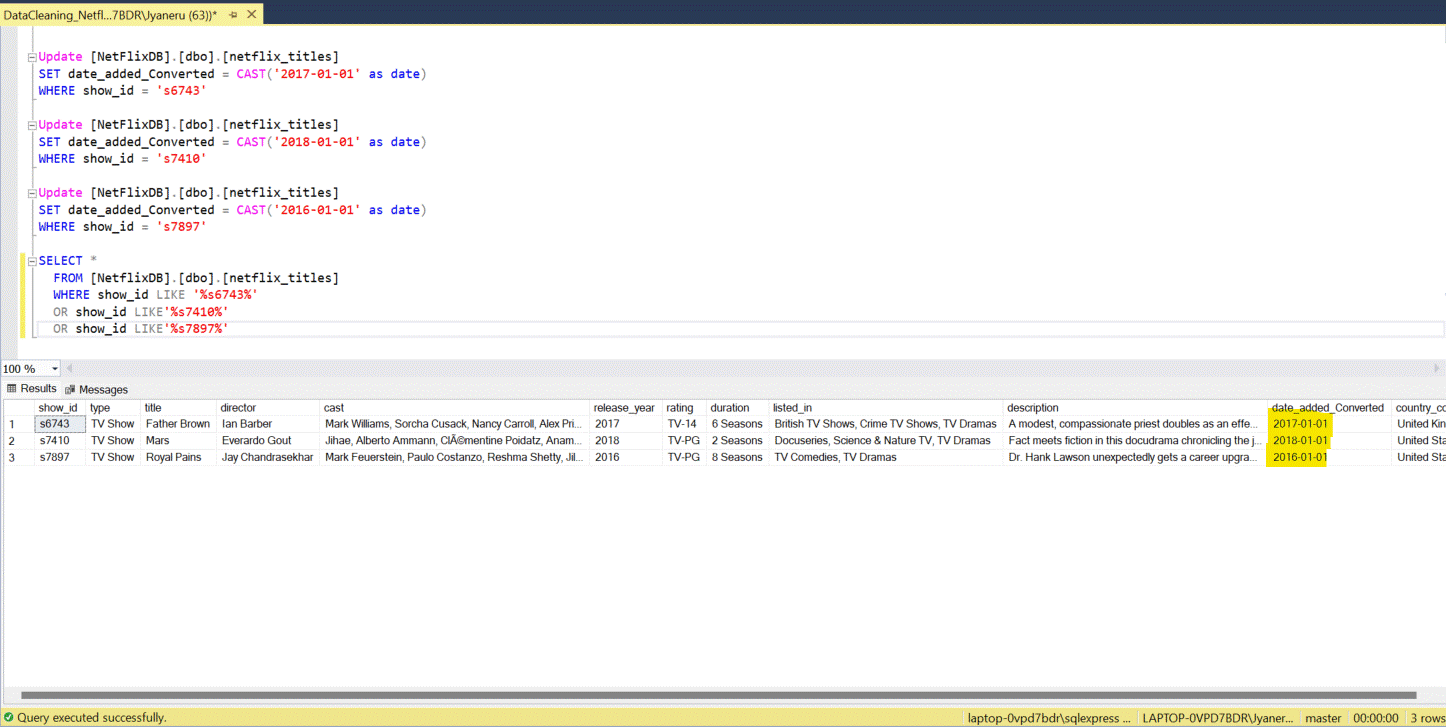 DataCleaning_Netfl...7BDR\Jyaneru (63))*
Update [NetFlixDB].[dbo].[netflix_titles]
SET date_added_Converted = CAST('2017-01-01' as date)
WHERE show_id = 's6743'
Update [NetFlixDB].[dbo].[netflix_titles]
SET date_added_Converted = CAST('2018-01-01' as date)
WHERE show_id = 's7410'
Update [NetFlixDB].[dbo].[netflix_titles]
SET date_added_Converted = CAST('2016-01-01' as date)
WHERE show_id = 's7897'
SELECT *
FROM [NetflixDB].[dbo].[netflix_titles]
WHERE show_id LIKE '%s6743%'
OR show_id LIKE'%s7410%'
OR show_id LIKE'%s7897%'
100 %
Results Messages
show_id type title director cast release_year rating duration listed_in description date_added_Converted country_co
1 s6743 TV Show Father Brown Ian Barber Mark Williams, Sorcha Cusack, Nancy Carroll, Alex Pri... 2017 TV-14 6 Seasons British TV Shows, Crime TV Shows, TV Dramas A modest, compassionate priest doubles as an effe... 2017-01-01 United Kin
2 s7410 TV Show Mars Everardo Gout Jihae, Alberto Ammann, ClÃ©mentine Poidatz, Anam... 2018 TV-PG 2 Seasons Docuseries, Science & Nature TV, TV Dramas Fact meets fiction in this docudrama chronicling the j... 2018-01-01 United Sta
3 s7897 TV Show Royal Pains Jay Chandrasekhar Mark Feuerstein, Paulo Costanzo, Reshma Shetty, Jil... 2016 TV-PG 8 Seasons TV Comedies, TV Dramas Dr. Hank Lawson unexpectedly gets a career upgra... 2016-01-01 United Sta
Query executed successfully. laptop-0vpd7bdr\sqlexpress ... LAPTOP-0VPD7BDR\Jyaner... master 00:00:00 3 rows